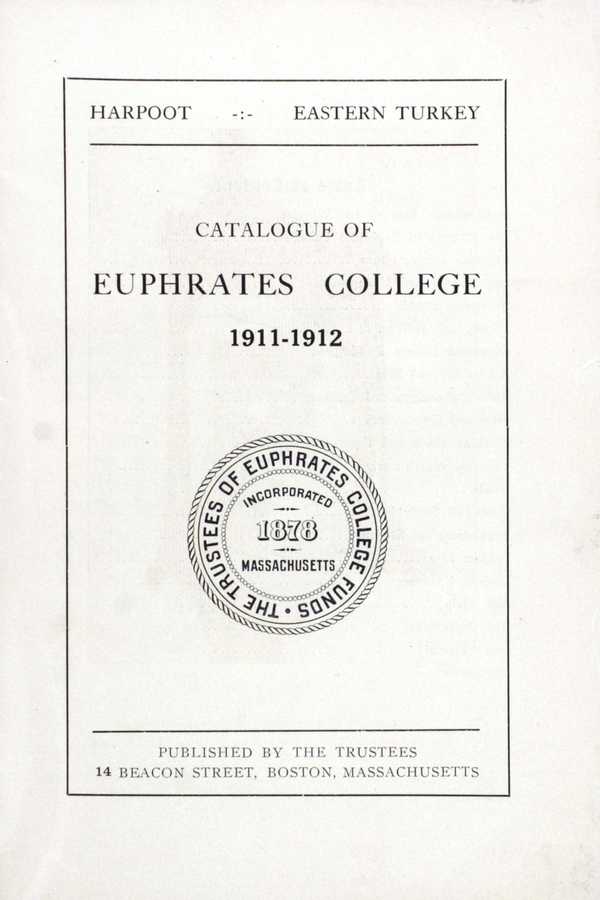 HARPOOT -:- EASTERN TURKEY
CATALOGUE OF
EUPHRATES COLLEGE
1911-1912
THE TRUSTEES OF EUPHRATES COLLEGE FUNDS •
INCORPORATED
1878
MASSACHUSETTS
PUBLISHED BY THE TRUSTEES
14 BEACON STREET, BOSTON, MASSACHUSETTS